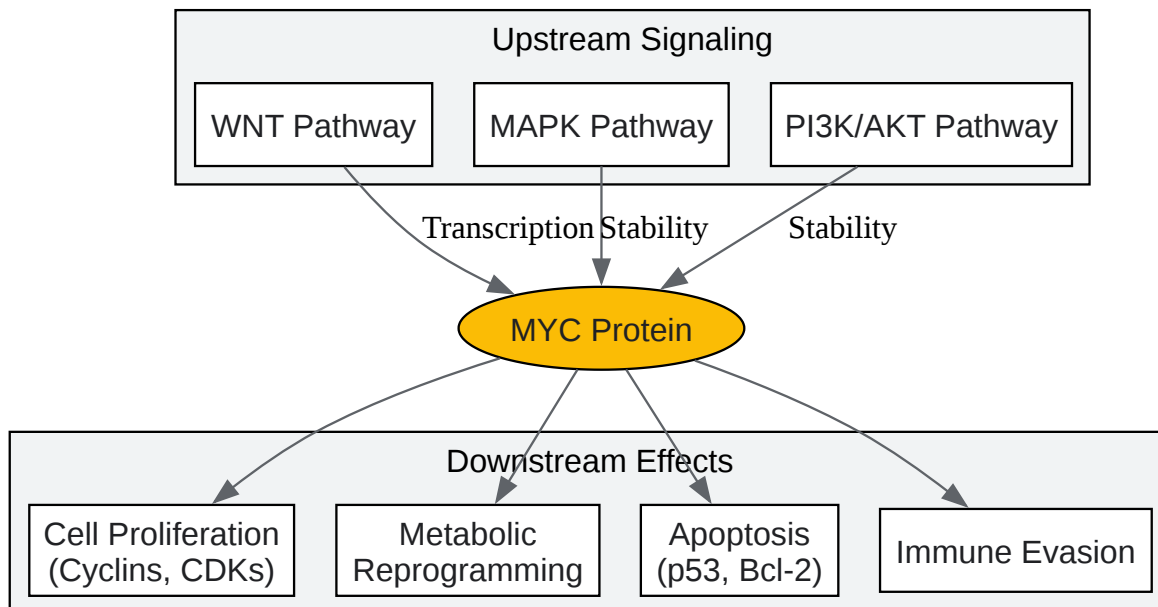 Upstream Signaling
WNT Pathway
MAPK Pathway
PI3K/AKT Pathway
Transcription
Stability
Stability
MYC Protein
Downstream Effects
Cell Proliferation
(Cyclins, CDKs)
Metabolic
Reprogramming
Apoptosis
(p53, Bcl-2)
Immune Evasion